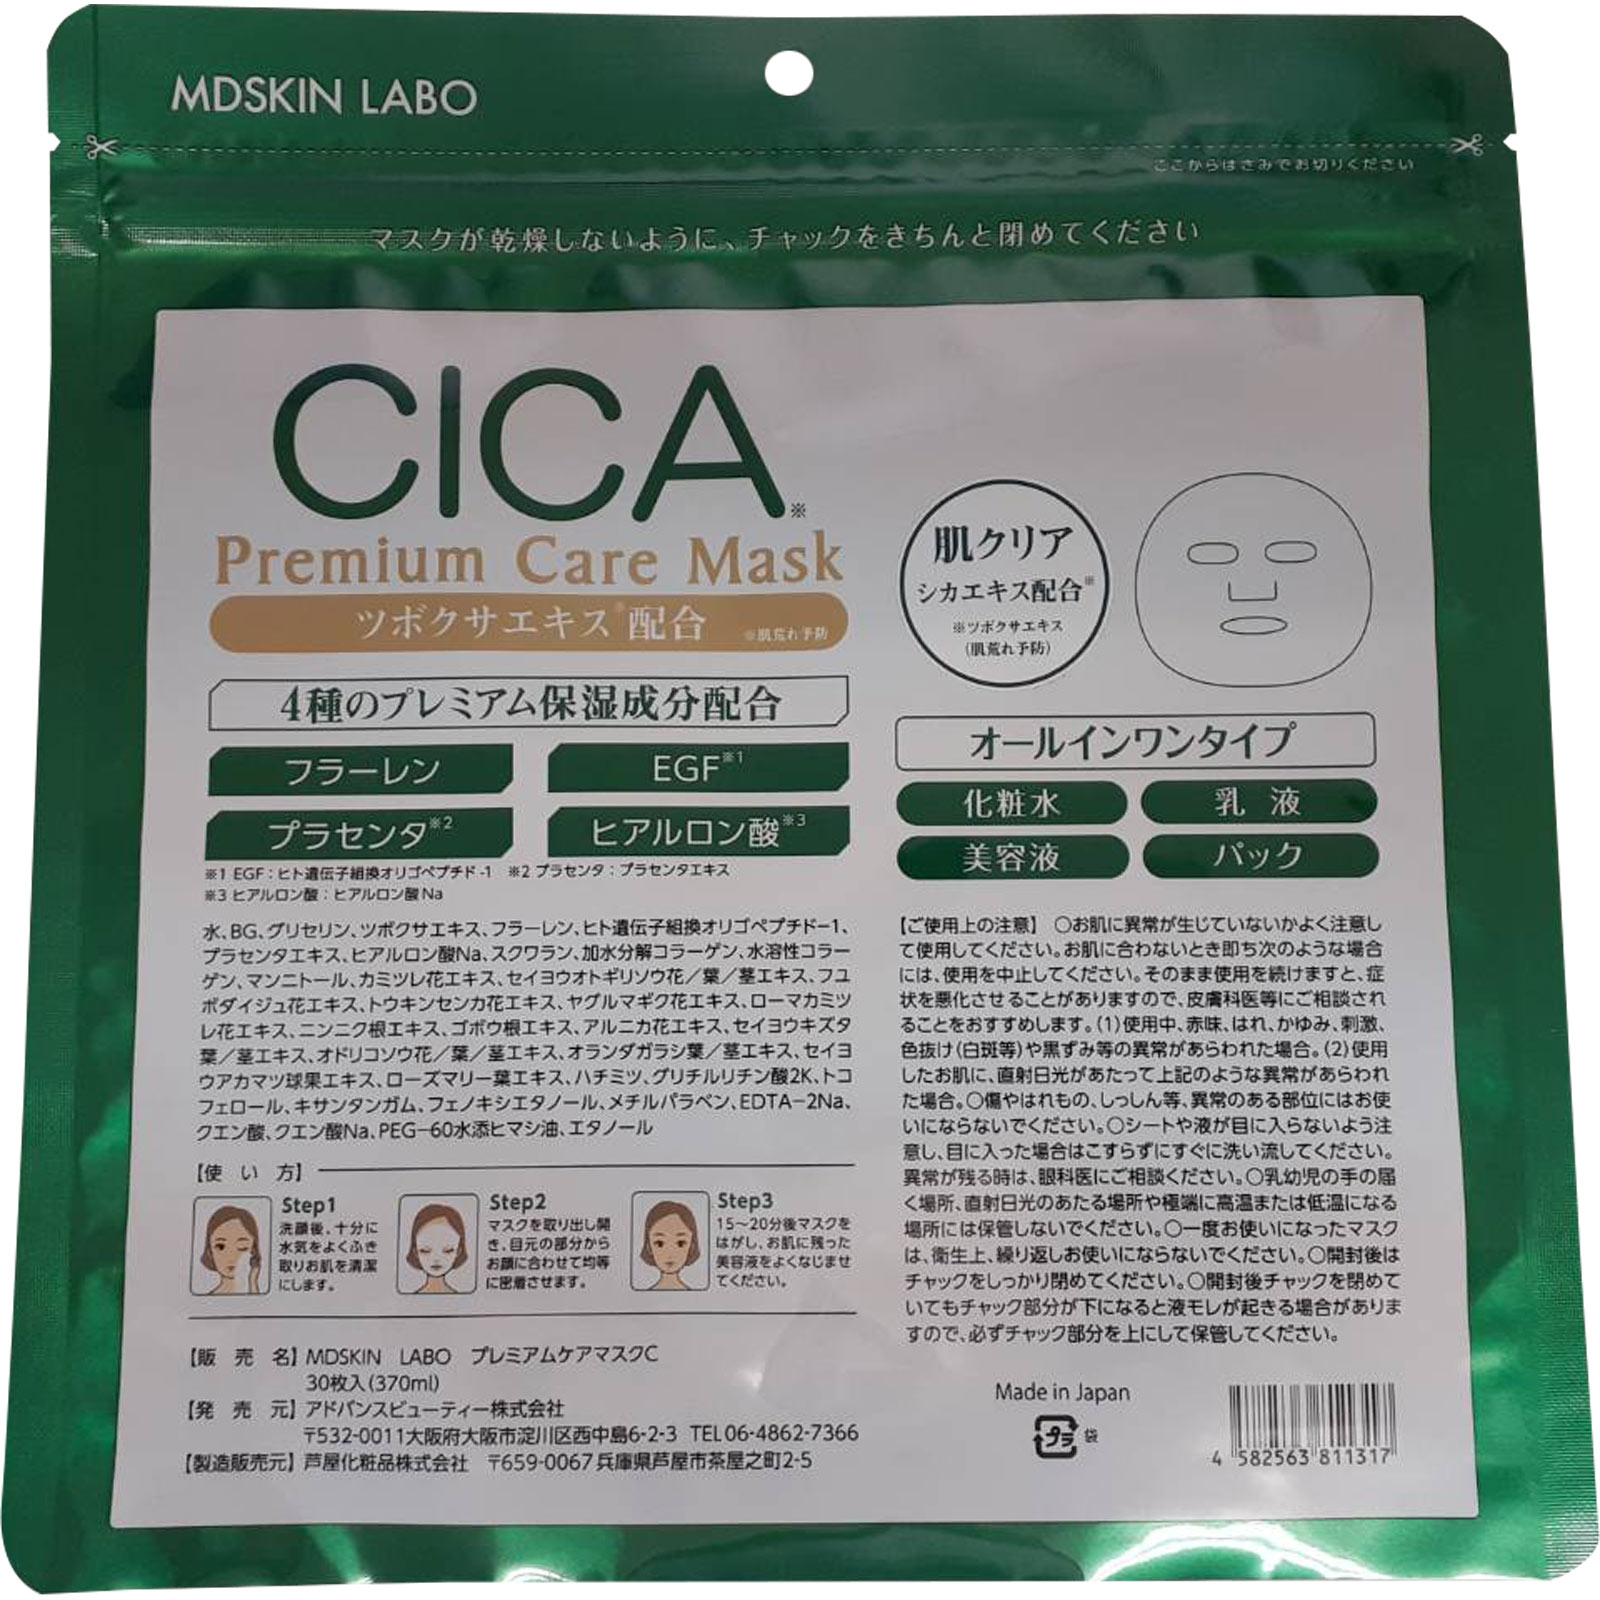 MDSKIN LABO
ここからはさみでお切りください
マスクが乾燥しないように、チャックをきちんと閉めてください
CICA※
Premium Care Mask
ツボクサエキス※配合 ※肌荒れ予防
4種のプレミアム保湿成分配合
フラーレン
EGF※1
プラセンタ※2
ヒアルロン酸※3
※1 EGF：ヒト遺伝子組換オリゴペプチド-1 ※2 プラセンタ：プラセンタエキス
※3 ヒアルロン酸：ヒアルロン酸Na
水、BG、グリセリン、ツボクサエキス、フラーレン、ヒト遺伝子組換オリゴペプチド-1、
プラセンタエキス、ヒアルロン酸Na、スクワラン、加水分解コラーゲン、水溶性コラー
ゲン、マンニトール、カミツレ花エキス、セイヨウオトギリソウ花／葉／茎エキス、フユ
ボダイジュ花エキス、トウキンセンカ花エキス、ヤグルマギク花エキス、ローマカミツ
レ花エキス、ニンニク根エキス、ゴボウ根エキス、アルニカ花エキス、セイヨウキズタ
葉／茎エキス、オドリコソウ花／葉／茎エキス、オランダガラシ葉／茎エキス、セイヨ
ウアカマツ球果エキス、ローズマリー葉エキス、ハチミツ、グリチルリチン酸2K、トコ
フェロール、キサンタンガム、フェノキシエタノール、メチルパラベン、EDTA-2Na、
クエン酸、クエン酸Na、PEG-60水添ヒマシ油、エタノール
【使い方】
Step1
洗顔後、十分に
水気をよくふき
取りお肌を清潔
にします。
Step2
マスクを取り出し開
き、目元の部分から
お顔に合わせて均等
に密着させます。
Step3
15～20分後マスクを
はがし、お肌に残った
美容液をよくなじませ
てください。
【販売名】MDSKIN LABO プレミアムケアマスクC
30枚入(370ml)
【発売元】アドバンスビューティー株式会社
〒532-0011大阪府大阪市淀川区西中島6-2-3 TEL06-4862-7366
【製造販売元】芦屋化粧品株式会社 〒659-0067兵庫県芦屋市茶屋之町2-5
肌クリア
シカエキス配合※
※ツボクサエキス
(肌荒れ予防)
オールインワンタイプ
化粧水
乳液
美容液
パック
【ご使用上の注意】 ○お肌に異常が生じていないかよく注意し
て使用してください。お肌に合わないとき即ち次のような場合
には、使用を中止してください。そのまま使用を続けますと、症
状を悪化させることがありますので、皮膚科医等にご相談され
ることをおすすめします。(1)使用中、赤味、はれ、かゆみ、刺激、
色抜け(白斑等)や黒ずみ等の異常があらわれた場合。(2)使用
したお肌に、直射日光があたって上記のような異常があらわれ
た場合。○傷やはれもの、しっしん等、異常のある部位にはお使
いにならないでください。○シートや液が目に入らないよう注
意し、目に入った場合はこすらずにすぐに洗い流してください。
異常が残る時は、眼科医にご相談ください。○乳幼児の手の届
く場所、直射日光のあたる場所や極端に高温または低温になる
場所には保管しないでください。○一度お使いになったマスク
は、衛生上、繰り返しお使いにならないでください。○開封後は
チャックをしっかり閉めてください。○開封後チャックを閉めて
いてもチャック部分が下になると液モレが起きる場合がありま
すので、必ずチャック部分を上にして保管してください。
Made in Japan
プラ 袋
4 582563 811317